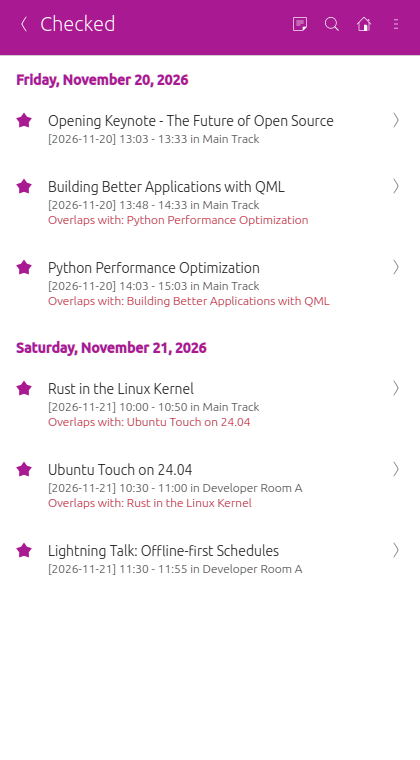 Checked
Friday, November 20, 2026
Opening Keynote - The Future of Open Source
[2026-11-20] 13:03 - 13:33 in Main Track
Building Better Applications with QML
[2026-11-20] 13:48 - 14:33 in Main Track
Overlaps with: Python Performance Optimization
Python Performance Optimization
[2026-11-20] 14:03 - 15:03 in Main Track
Overlaps with: Building Better Applications with QML
Saturday, November 21, 2026
Rust in the Linux Kernel
[2026-11-21] 10:00 - 10:50 in Main Track
Overlaps with: Ubuntu Touch on 24.04
Ubuntu Touch on 24.04
[2026-11-21] 10:30 - 11:00 in Developer Room A
Overlaps with: Rust in the Linux Kernel
Lightning Talk: Offline-first Schedules
[2026-11-21] 11:30 - 11:55 in Developer Room A